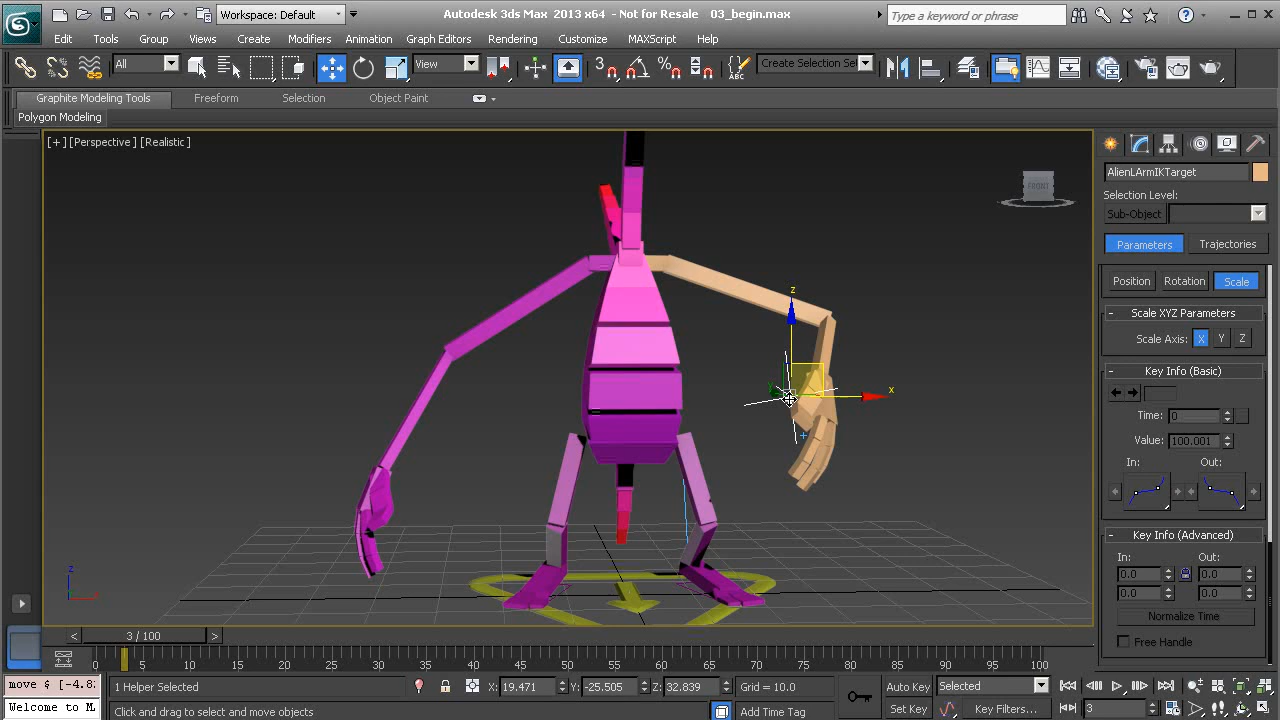 Workspace: Default
Autodesk 3ds Max 2013 x64 - Not for Resale 03_begin.max
Type a keyword or phrase
File Edit Tools Group Views Create Modifiers Animation Graph Editors Rendering Customize MAXScript Help
All
View
3
Create Selection Se
Graphite Modeling Tools Freeform Selection Object Paint
Polygon Modeling
[+] [Perspective] [Realistic]
FRONT
z
x
y
z
AlienLArmIKTarget
Selection Level:
Sub-Object
Parameters Trajectories
Position Rotation Scale
- Scale XYZ Parameters
Scale Axis: X Y Z
- Key Info (Basic)
Time: 0
Value: 100.001
In: Out:
- Key Info (Advanced)
In: Out:
0.0 0.0
0.0 0.0
Normalize Time
Free Handle
< 3 / 100 >
0 5 10 15 20 25 30 35 40 45 50 55 60 65 70 75 80 85 90 95 100
move $ [-4.8
1 Helper Selected
X: 19.471 Y: -25.505 Z: 32.839 Grid = 10.0
Auto Key Selected
Welcome to M
Click and drag to select and move objects
Add Time Tag
Set Key Key Filters...
3